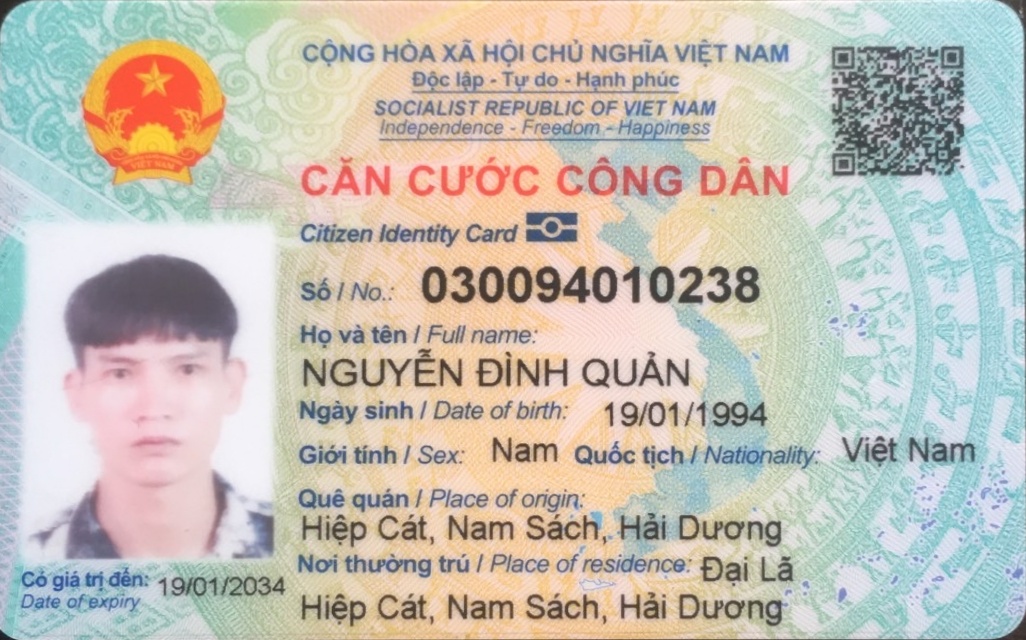 CỘNG HÒA XÃ HỘI CHỦ NGHĨA VIỆT NAM
Độc lập - Tự do - Hạnh phúc
SOCIALIST REPUBLIC OF VIET NAM
Independence - Freedom - Happiness
CĂN CƯỚC CÔNG DÂN
Citizen Identity Card
Số / No.: 030094010238
Họ và tên / Full name:
NGUYỄN ĐÌNH QUẢN
Ngày sinh / Date of birth: 19/01/1994
Giới tính / Sex: Nam Quốc tịch / Nationality: Việt Nam
Quê quán / Place of origin:
Hiệp Cát, Nam Sách, Hải Dương
Nơi thường trú / Place of residence: Đại Lã
Hiệp Cát, Nam Sách, Hải Dương
Có giá trị đến: 19/01/2034
Date of expiry
VIỆT NAM